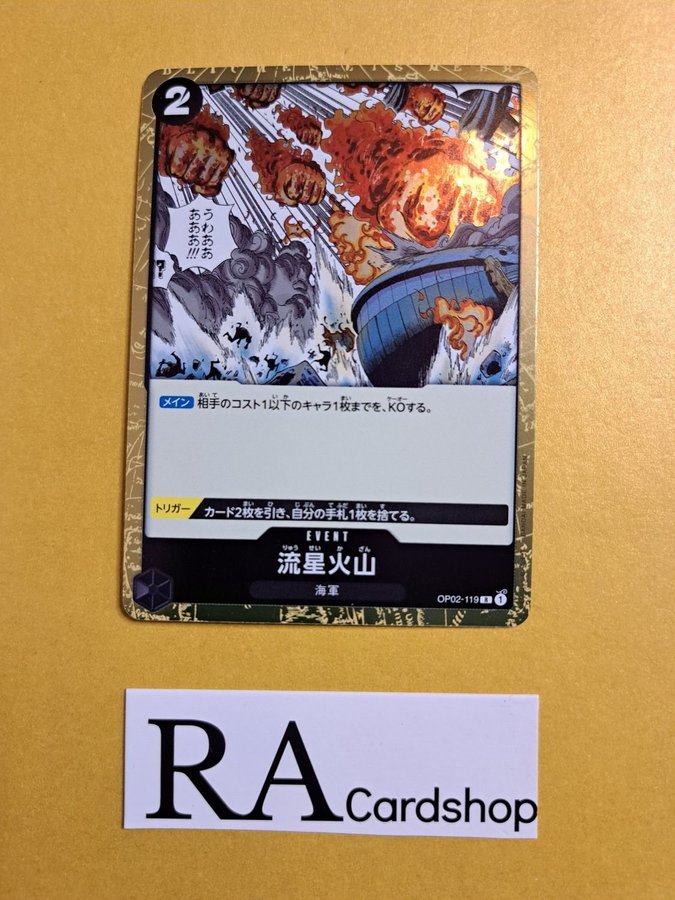 2
うわああ
あああ
ああ!!!
?
メイン 相手のコスト1以下のキャラ1枚までを、KOする。
トリガー カード2枚を引き、自分の手札1枚を捨てる。
EVENT
流星火山
海軍
OP02-119 R 1
RA Cardshop